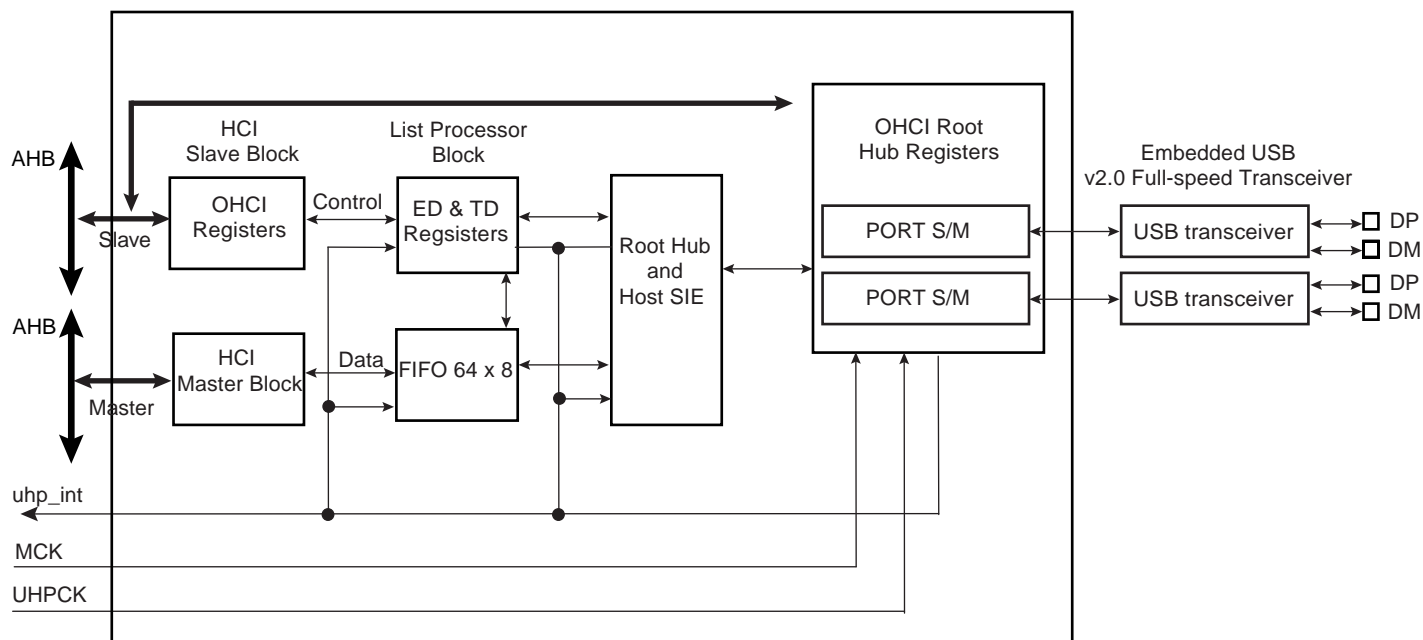 AHB
Slave
HCI
Slave Block
OHCI
Registers
Control
List Processor
Block
ED & TD
Regsisters
Root Hub
and
Host SIE
OHCI Root
Hub Registers
PORT S/M
PORT S/M
Embedded USB
v2.0 Full-speed Transceiver
USB transceiver
DP
DM
USB transceiver
DP
DM
AHB
Master
HCI
Master Block
Data
FIFO 64 x 8
uhp_int
MCK
UHPCK